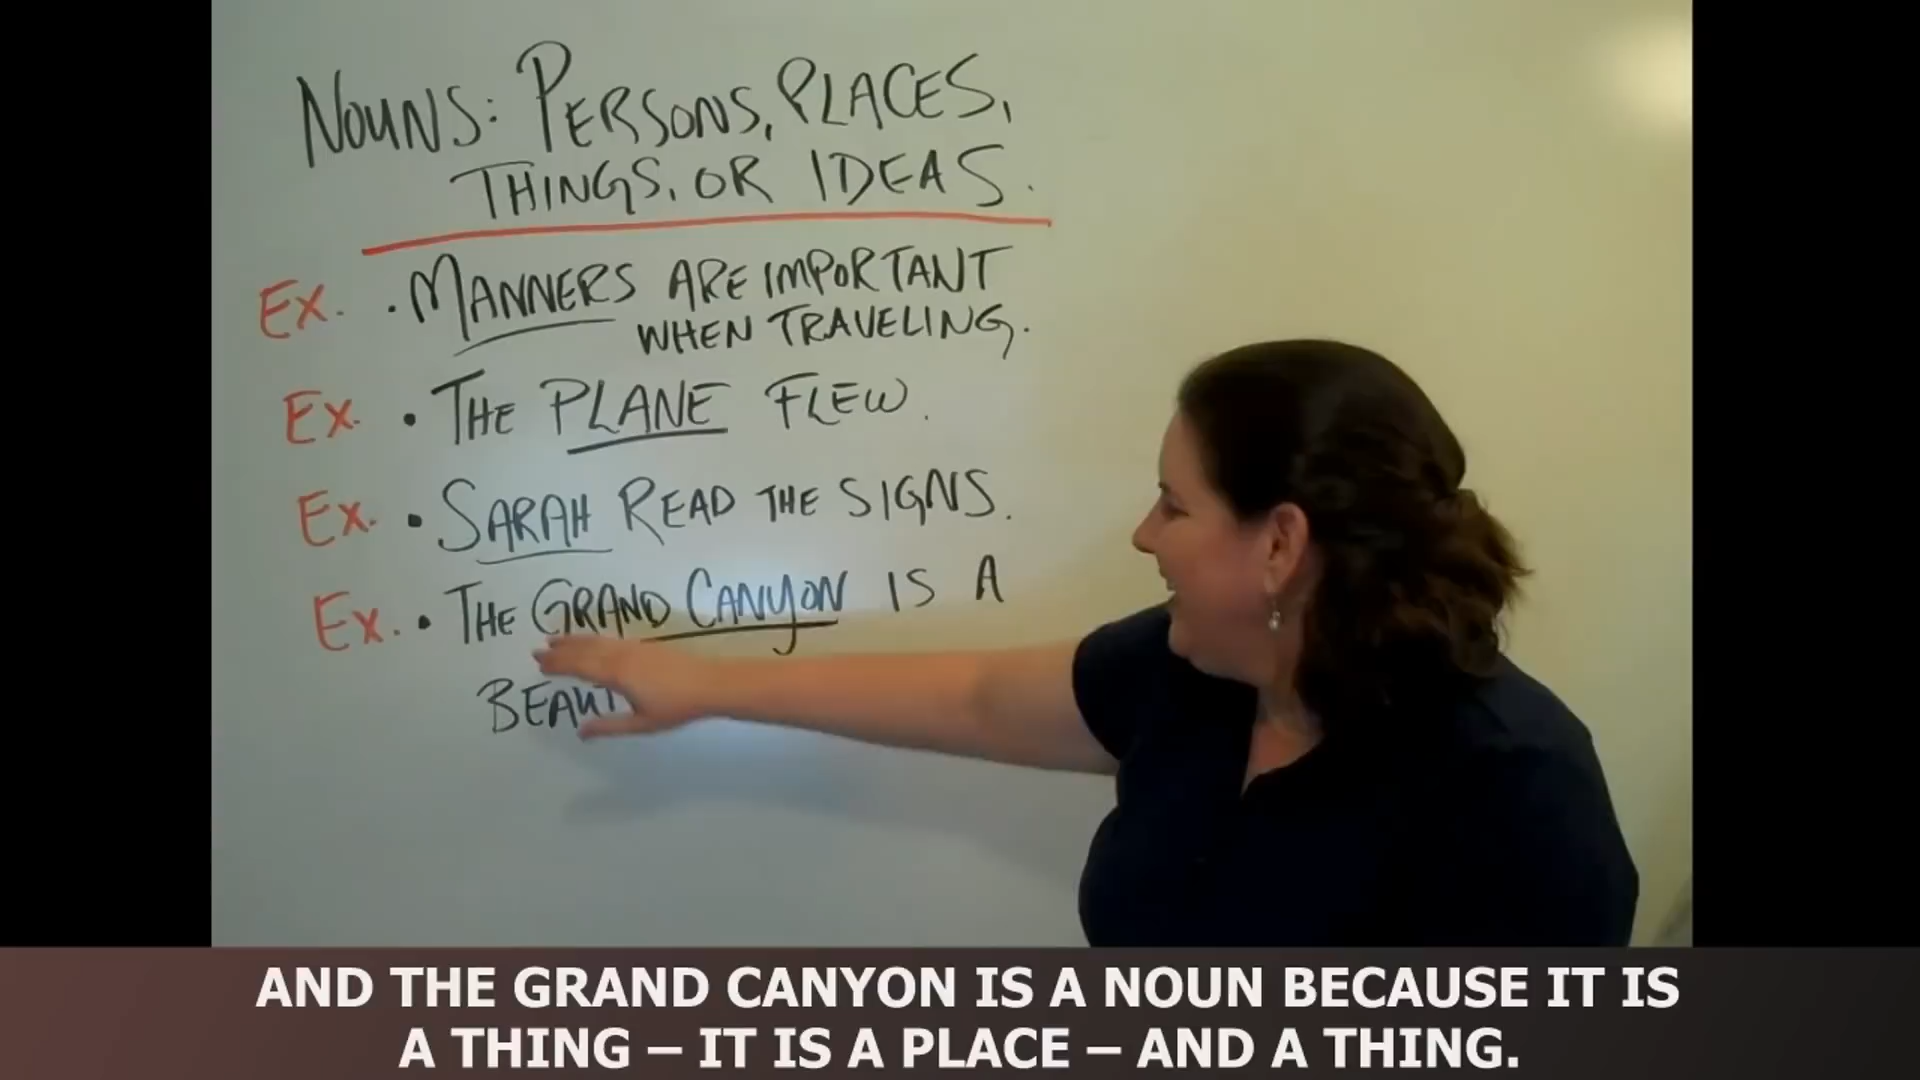 NOUNS: PERSONS, PLACES,
THINGS, OR IDEAS.
EX. • MANNERS ARE IMPORTANT
WHEN TRAVELING.
EX. • THE PLANE FLEW.
EX. • SARAH READ THE SIGNS.
EX. • THE GRAND CANYON IS A
AND THE GRAND CANYON IS A NOUN BECAUSE IT IS
A THING – IT IS A PLACE – AND A THING.